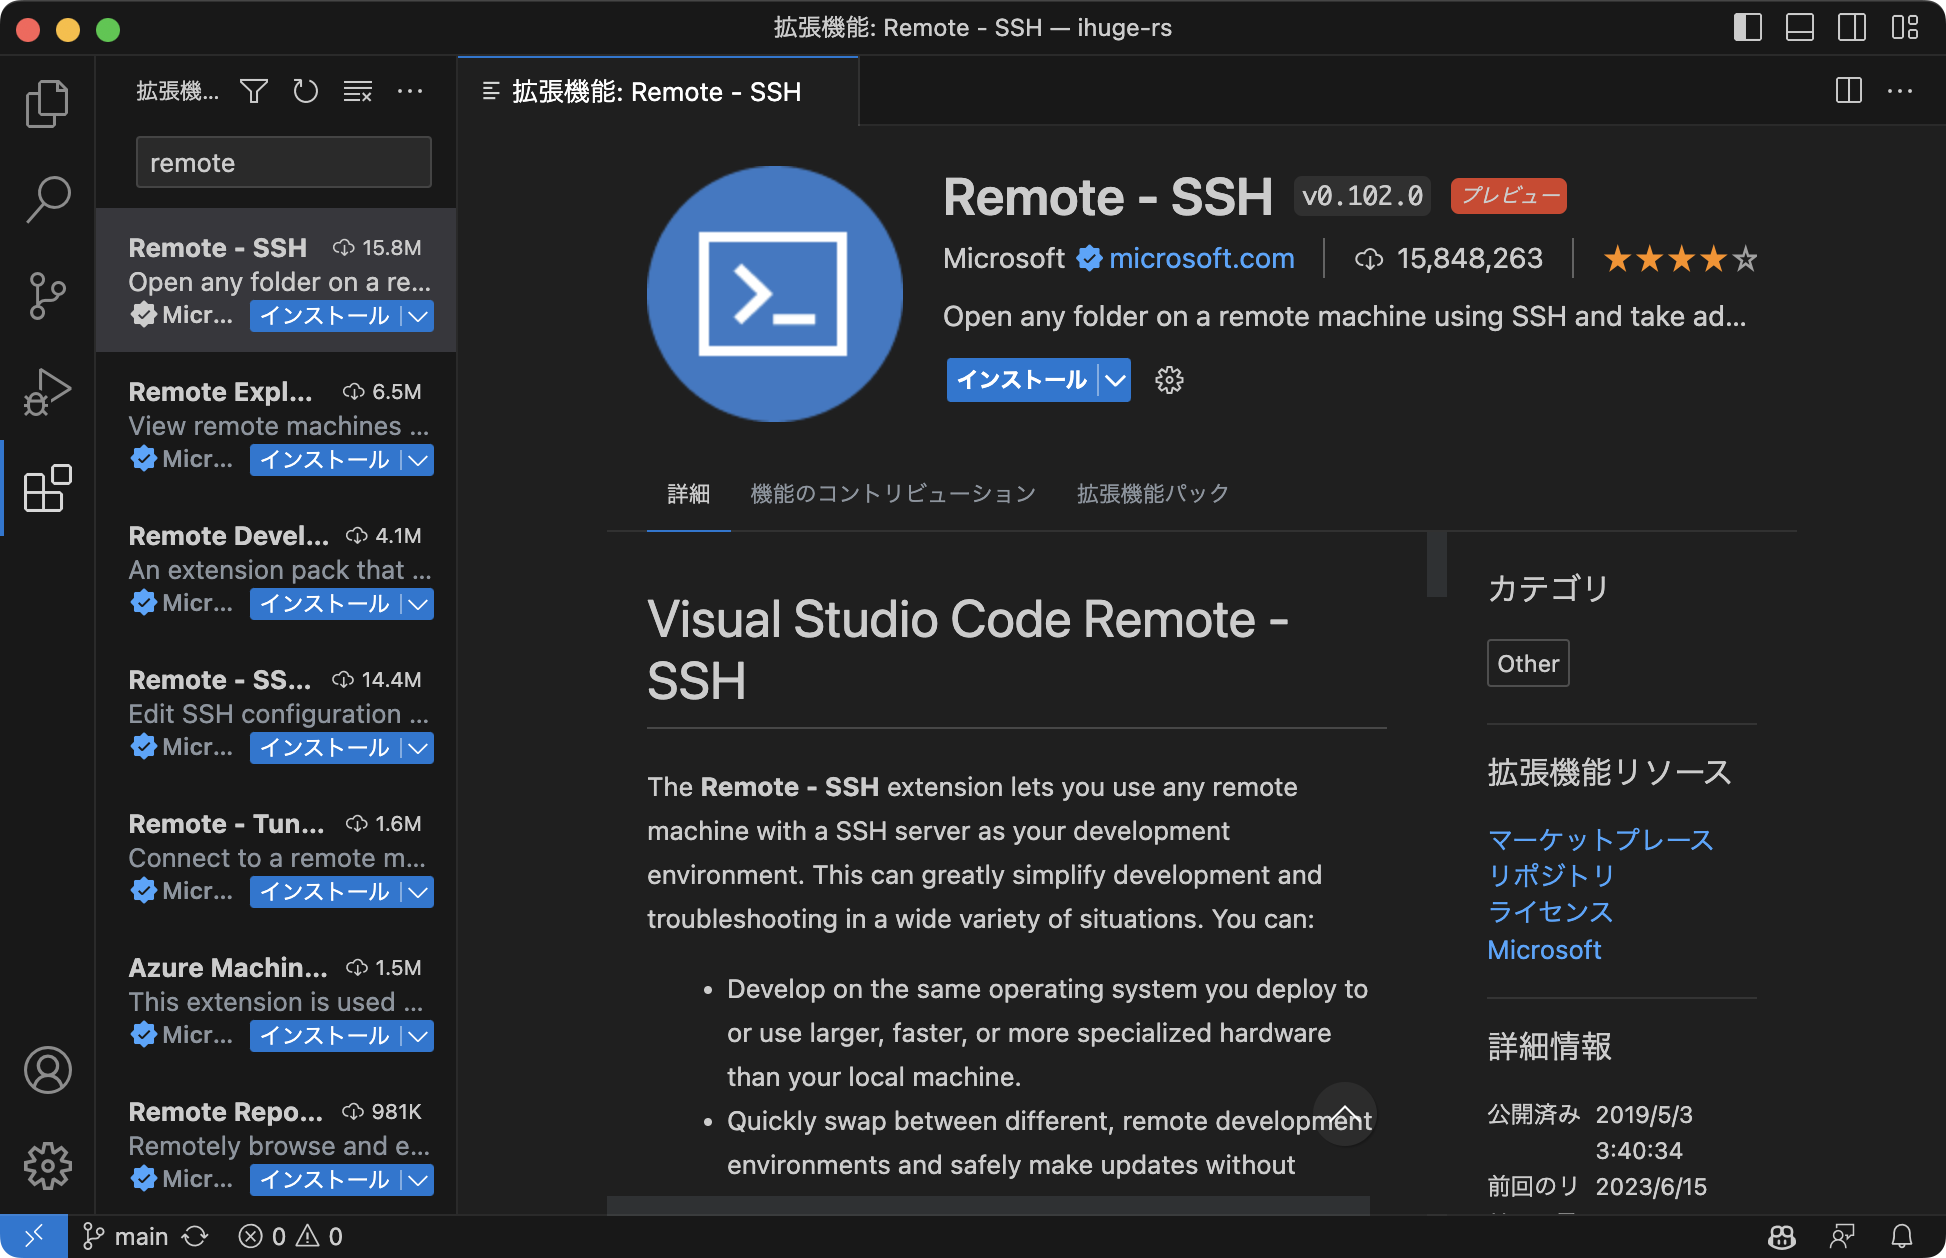 拡張機能: Remote - SSH — ihuge-rs
拡張機...
remote
Remote - SSH 15.8M
Open any folder on a re...
Micr... インストール
Remote Expl... 6.5M
View remote machines ...
Micr... インストール
Remote Devel... 4.1M
An extension pack that ...
Micr... インストール
Remote - SS... 14.4M
Edit SSH configuration ...
Micr... インストール
Remote - Tun... 1.6M
Connect to a remote m...
Micr... インストール
Azure Machin... 1.5M
This extension is used ...
Micr... インストール
Remote Repo... 981K
Remotely browse and e...
Micr... インストール
拡張機能: Remote - SSH
Remote - SSH v0.102.0 プレビュー
Microsoft microsoft.com 15,848,263
Open any folder on a remote machine using SSH and take ad...
インストール
詳細 機能のコントリビューション 拡張機能パック
Visual Studio Code Remote -
SSH
The Remote - SSH extension lets you use any remote
machine with a SSH server as your development
environment. This can greatly simplify development and
troubleshooting in a wide variety of situations. You can:
• Develop on the same operating system you deploy to
or use larger, faster, or more specialized hardware
than your local machine.
• Quickly swap between different, remote development
environments and safely make updates without
カテゴリ
Other
拡張機能リソース
マーケットプレース
リポジトリ
ライセンス
Microsoft
詳細情報
公開済み 2019/5/3
3:40:34
前回のリ 2023/6/15
main 0 0